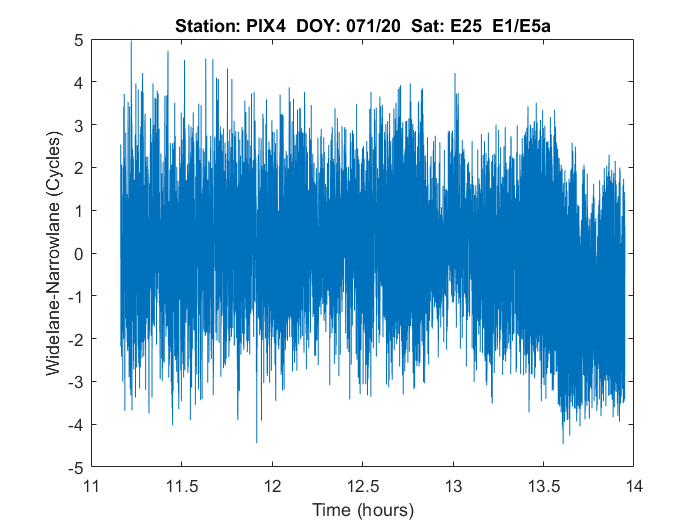 Station: PIX4 DOY: 071/20 Sat: E25 E1/E5a
5
4
3
2
1
0
-1
-2
-3
-4
-5
Widelane-Narrowlane (Cycles)
11 11.5 12 12.5 13 13.5 14
Time (hours)